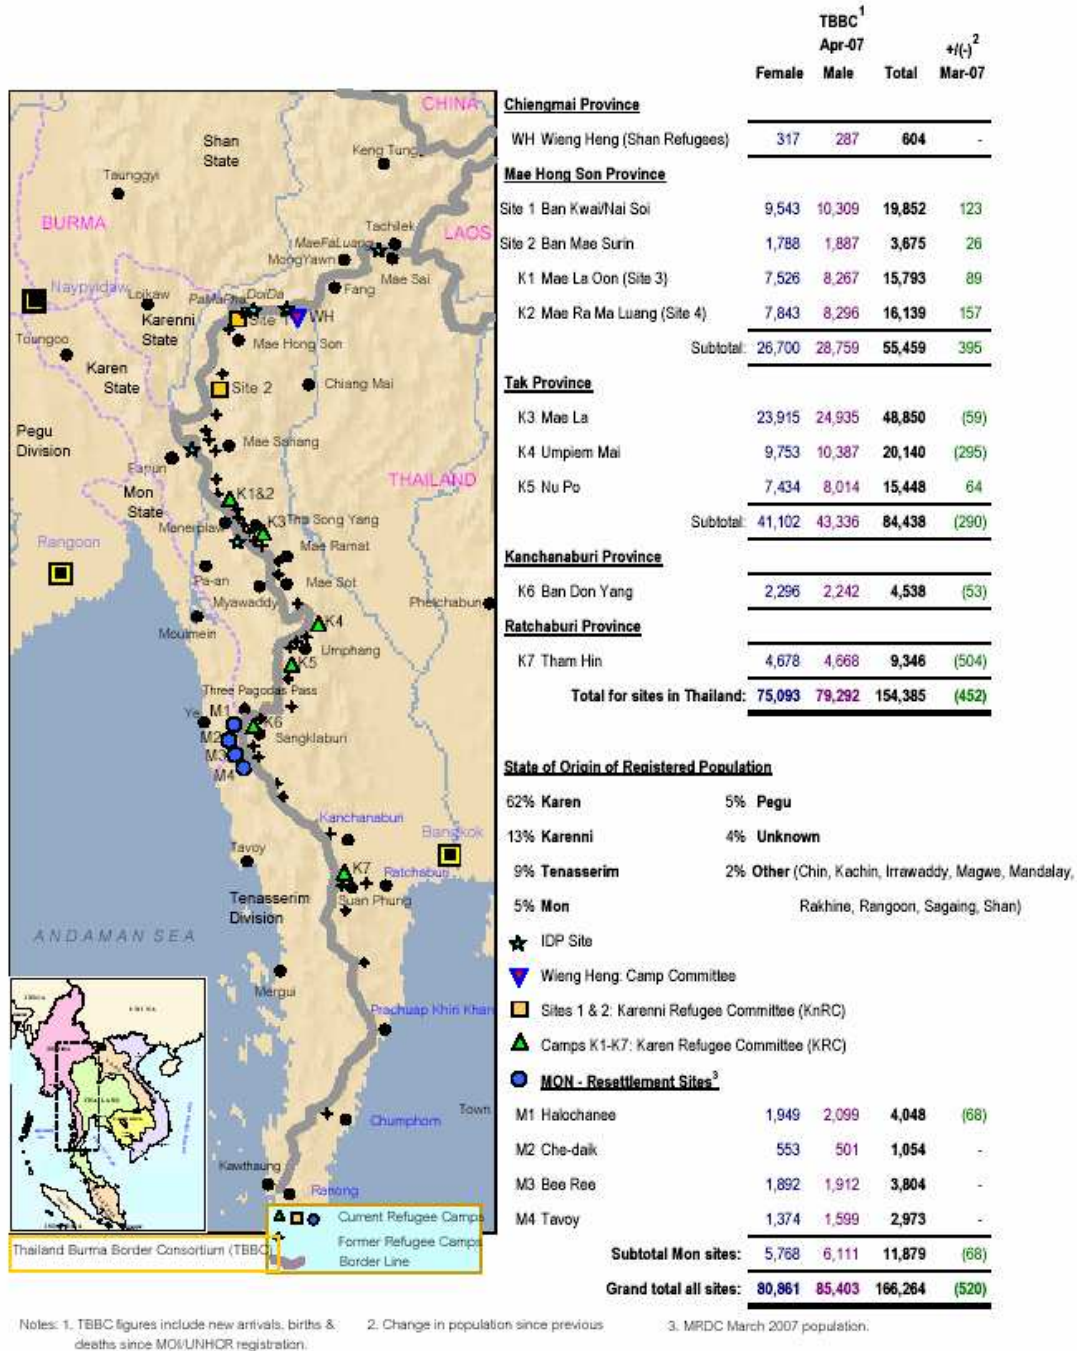 TBBC1
Apr-07 +/(-)2
Female Male Total Mar-07
Chiengmai Province
WH Wieng Heng (Shan Refugees) 317 287 604 -
Mae Hong Son Province
Site 1 Ban Kwai/Nai Soi 9,543 10,309 19,852 123
Site 2 Ban Mae Surin 1,788 1,887 3,675 26
K1 Mae La Oon (Site 3) 7,526 8,267 15,793 89
K2 Mae Ra Ma Luang (Site 4) 7,843 8,296 16,139 157
Subtotal: 26,700 28,759 55,459 395
Tak Province
K3 Mae La 23,915 24,935 48,850 (59)
K4 Umpiem Mai 9,753 10,387 20,140 (295)
K5 Nu Po 7,434 8,014 15,448 64
Subtotal: 41,102 43,336 84,438 (290)
Kanchanaburi Province
K6 Ban Don Yang 2,296 2,242 4,538 (53)
Ratchaburi Province
K7 Tham Hin 4,678 4,668 9,346 (504)
Total for sites in Thailand: 75,093 79,292 154,385 (452)
State of Origin of Registered Population
62% Karen 5% Pegu
13% Karenni 4% Unknown
9% Tenasserim 2% Other (Chin, Kachin, Irrawaddy, Magwe, Mandalay,
5% Mon Rakhine, Rangoon, Sagaing, Shan)
IDP Site
Wieng Heng: Camp Committee
Sites 1 & 2: Karenni Refugee Committee (KnRC)
Camps K1-K7: Karen Refugee Committee (KRC)
MON - Resettlement Sites3
M1 Halochanee 1,949 2,099 4,048 (68)
M2 Che-daik 553 501 1,054 -
M3 Bee Ree 1,892 1,912 3,804 -
M4 Tavoy 1,374 1,599 2,973 -
Subtotal Mon sites: 5,768 6,111 11,879 (68)
Grand total all sites: 80,861 85,403 166,264 (520)
CHINA
Shan
State
Keng Tung
Taunggyi
BURMA
Tachilek
LAOS
MaeFaLuang
MongYawn
Mae Sai
Fang
Naypyidaw
Loikaw
PaMaPha
DoiDa
Karenni
State
Site 1
WH
Toungoo
Mae Hong Son
Karen
State
Site 2
Chiang Mai
Pegu
Division
Mae Sariang
THAILAND
Mon
State
K1&2
Manerplaw
K3
Tha Song Yang
Rangoon
Mae Ramat
Pa-an
Mae Sot
Myawaddy
Phetchabun
Moulmein
K4
Umphang
K5
Three Pagodas Pass
Ye
M1
K6
M2
Sangklaburi
M3
M4
Kanchanaburi
Bangkok
Tavoy
K7
Ratchaburi
Tenasserim
Division
Suan Phung
ANDAMAN SEA
Mergui
Prachuap Khiri Khan
Town
Chumphorn
Kawthaung
Ranong
Current Refugee Camps
Former Refugee Camps
Border Line
Thailand Burma Border Consortium (TBBC)
Notes: 1. TBBC figures include new arrivals, births &
deaths since MOI/UNHCR registration.
2. Change in population since previous
3. MRDC March 2007 population.